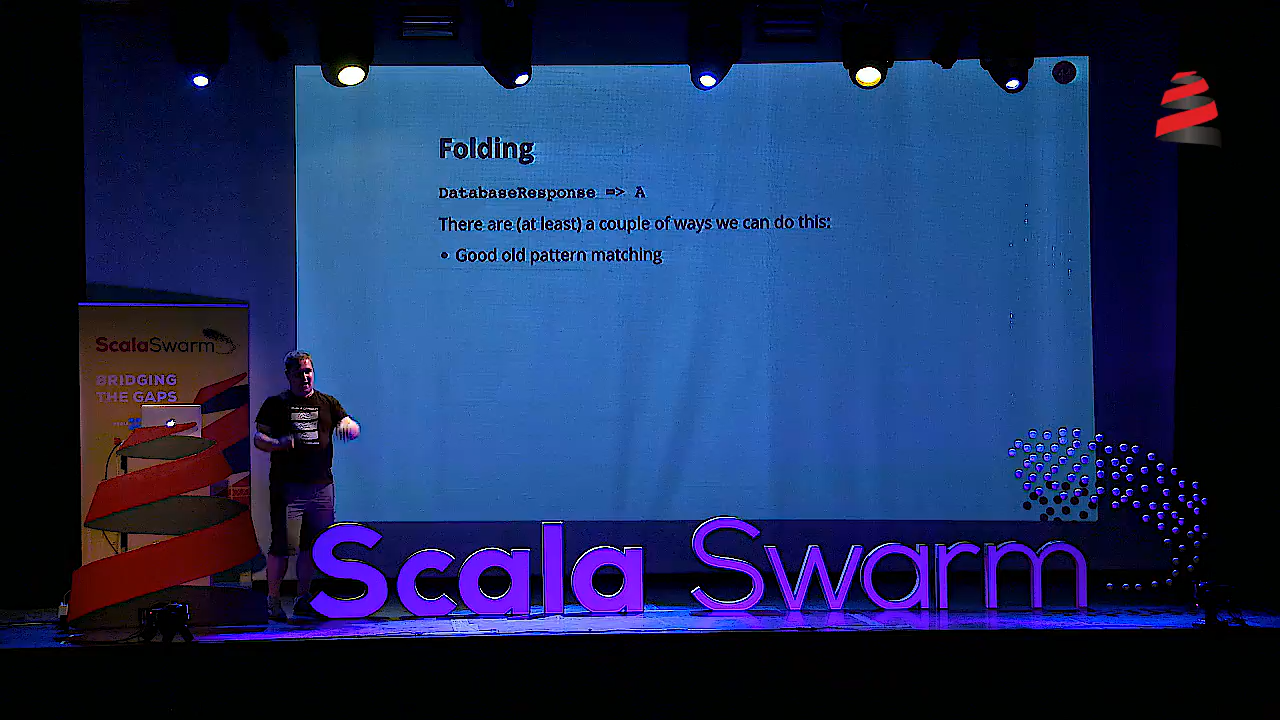 Folding
DatabaseResponse => A
There are (at least) a couple of ways we can do this:
• Good old pattern matching
ScalaSwarm
BRIDGING
THE GAPS
Scala Swarm